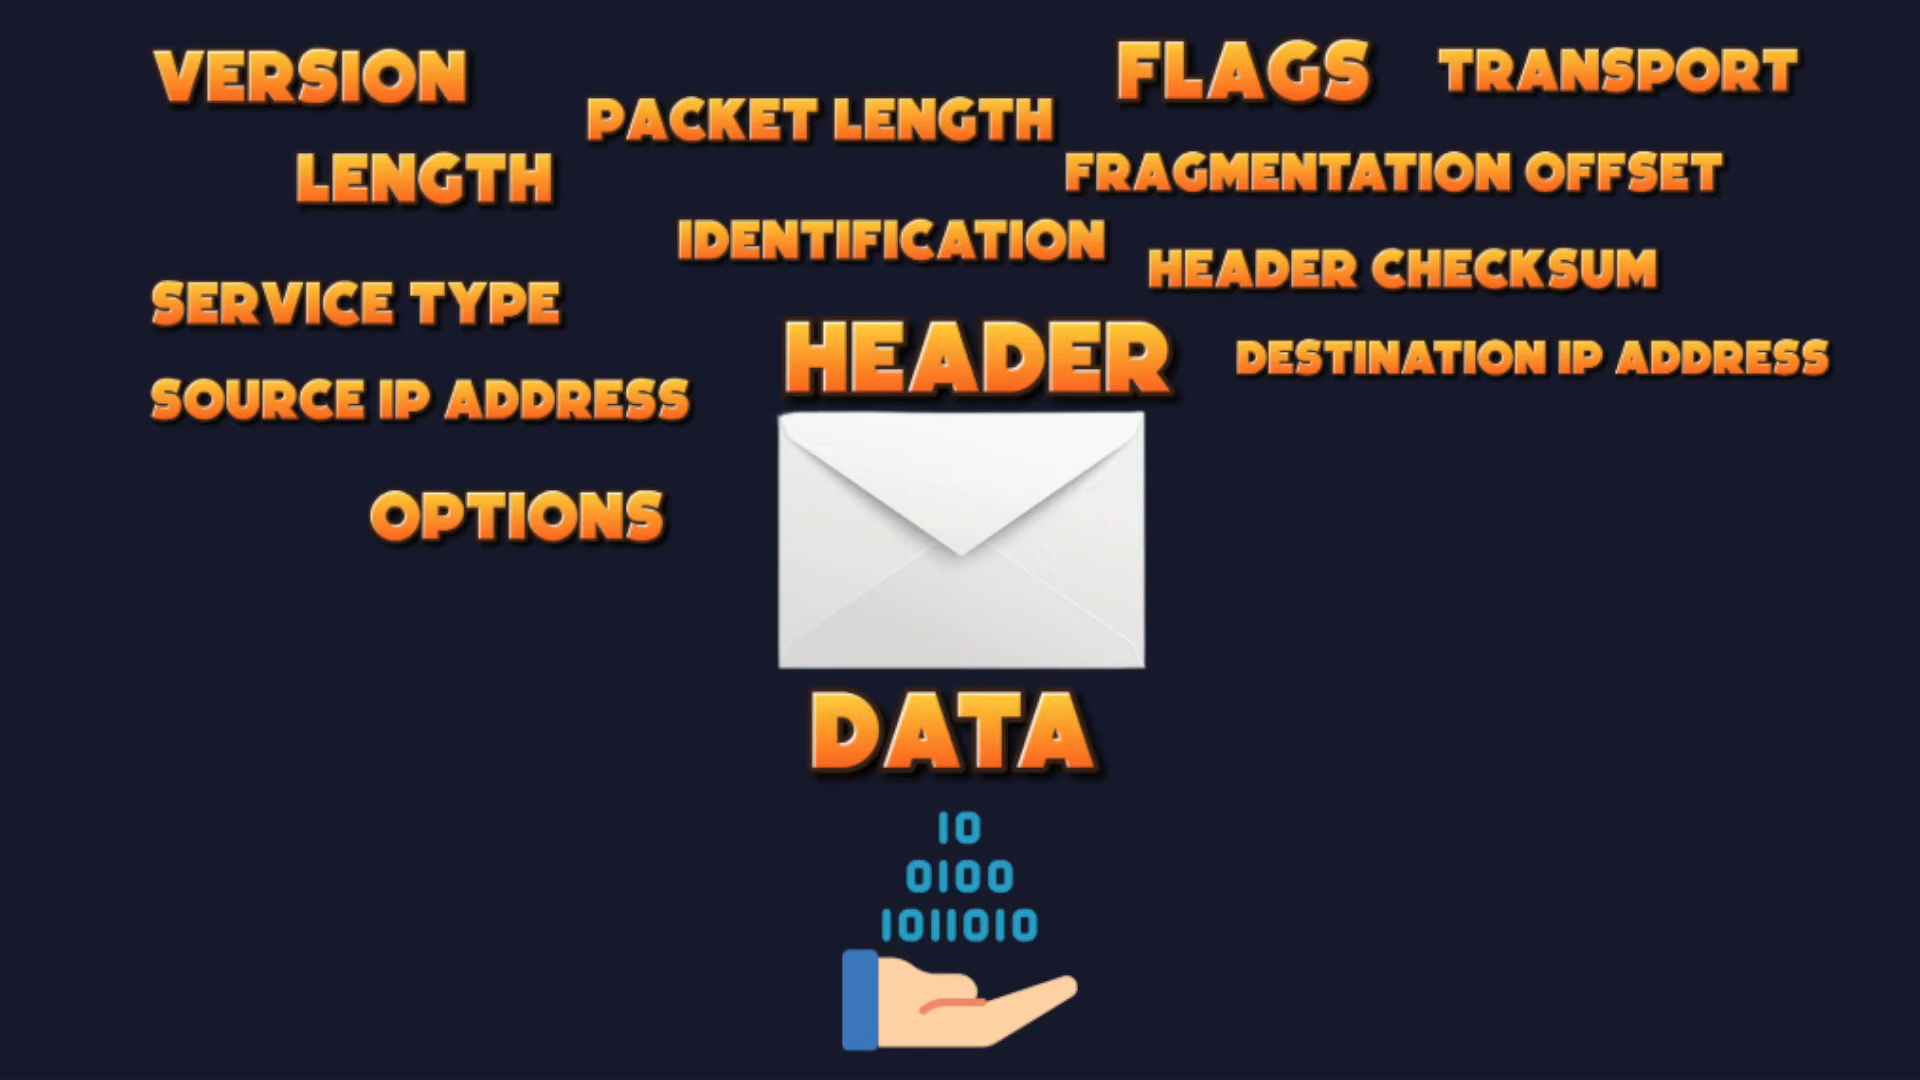 VERSION
FLAGS
TRANSPORT
PACKET LENGTH
LENGTH
FRAGMENTATION OFFSET
IDENTIFICATION
HEADER CHECKSUM
SERVICE TYPE
HEADER
DESTINATION IP ADDRESS
SOURCE IP ADDRESS
OPTIONS
DATA
10
0100
1011010